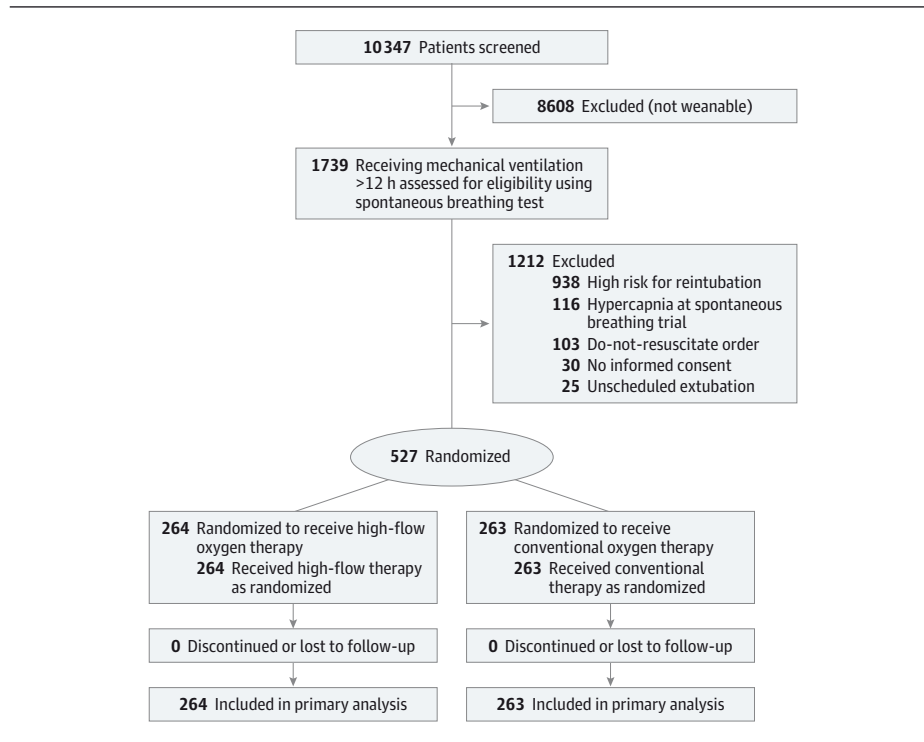 10347 Patients screened
8608 Excluded (not weanable)
1739 Receiving mechanical ventilation
>12 h assessed for eligibility using
spontaneous breathing test
1212 Excluded
938 High risk for reintubation
116 Hypercapnia at spontaneous
breathing trial
103 Do-not-resuscitate order
30 No informed consent
25 Unscheduled extubation
527 Randomized
264 Randomized to receive high-flow
oxygen therapy
264 Received high-flow therapy
as randomized
263 Randomized to receive
conventional oxygen therapy
263 Received conventional
therapy as randomized
0 Discontinued or lost to follow-up
0 Discontinued or lost to follow-up
264 Included in primary analysis
263 Included in primary analysis